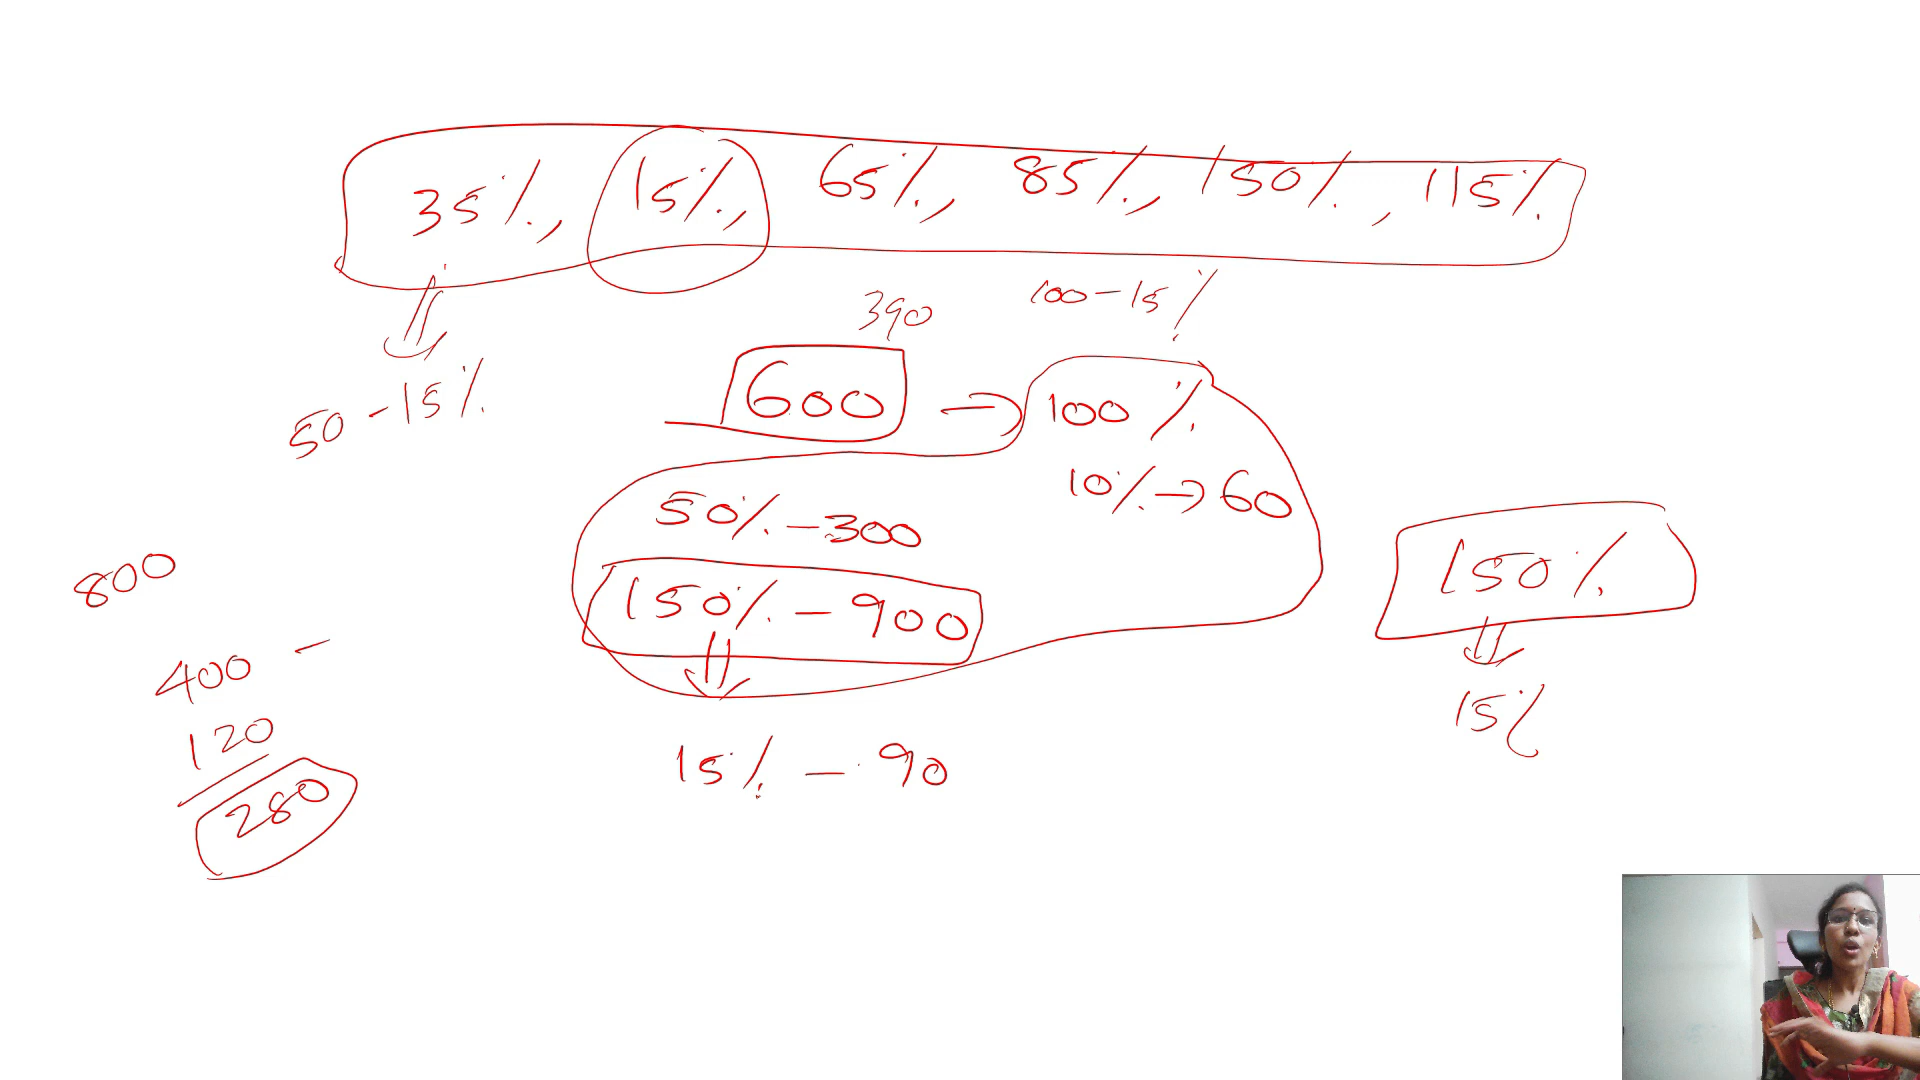 35%, 15%, 65%, 85%, 150%, 115%
390
100-15%
50-15%
600 → 100%
10% → 60
50% - 300
150% - 900
15% - 90
150%
15%
800
400 -
120
280